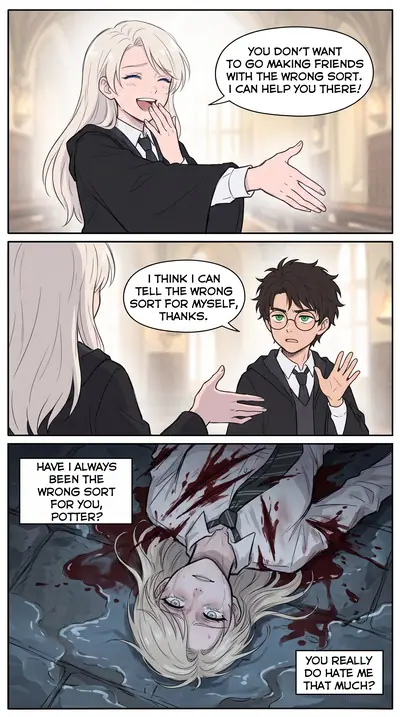 YOU DON'T WANT
TO GO MAKING FRIENDS
WITH THE WRONG SORT.
I CAN HELP YOU THERE!
I THINK I CAN
TELL THE WRONG
SORT FOR MYSELF,
THANKS.
HAVE I ALWAYS
BEEN THE
WRONG SORT
FOR YOU,
POTTER?
YOU REALLY
DO HATE ME
THAT MUCH?